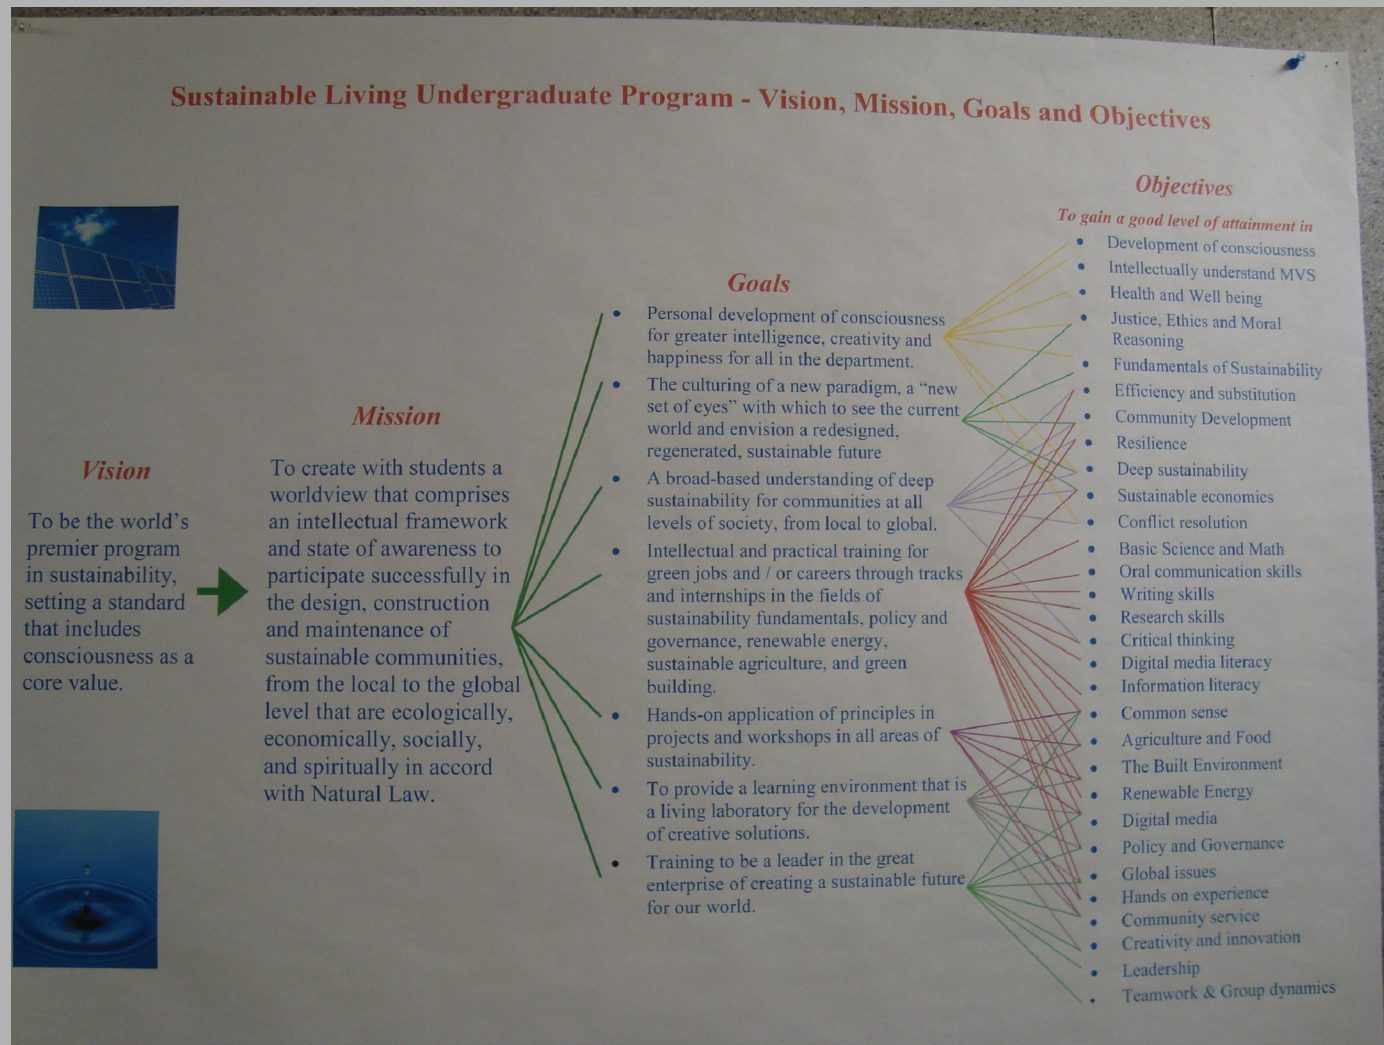 Sustainable Living Undergraduate Program - Vision, Mission, Goals and Objectives
Vision
To be the world's
premier program
in sustainability,
setting a standard
that includes
consciousness as a
core value.
Mission
To create with students a
worldview that comprises
an intellectual framework
and state of awareness to
participate successfully in
the design, construction
and maintenance of
sustainable communities,
from the local to the global
level that are ecologically,
economically, socially,
and spiritually in accord
with Natural Law.
Goals
• Personal development of consciousness
for greater intelligence, creativity and
happiness for all in the department.
• The culturing of a new paradigm, a “new
set of eyes” with which to see the current
world and envision a redesigned,
regenerated, sustainable future
• A broad-based understanding of deep
sustainability for communities at all
levels of society, from local to global.
• Intellectual and practical training for
green jobs and / or careers through tracks
and internships in the fields of
sustainability fundamentals, policy and
governance, renewable energy,
sustainable agriculture, and green
building.
• Hands-on application of principles in
projects and workshops in all areas of
sustainability.
• To provide a learning environment that is
a living laboratory for the development
of creative solutions.
• Training to be a leader in the great
enterprise of creating a sustainable future
for our world.
Objectives
To gain a good level of attainment in
• Development of consciousness
• Intellectually understand MVS
• Health and Well being
• Justice, Ethics and Moral
Reasoning
• Fundamentals of Sustainability
• Efficiency and substitution
• Community Development
• Resilience
• Deep sustainability
• Sustainable economics
• Conflict resolution
• Basic Science and Math
• Oral communication skills
• Writing skills
• Research skills
• Critical thinking
• Digital media literacy
• Information literacy
• Common sense
• Agriculture and Food
• The Built Environment
• Renewable Energy
• Digital media
• Policy and Governance
• Global issues
• Hands on experience
• Community service
• Creativity and innovation
• Leadership
• Teamwork & Group dynamics